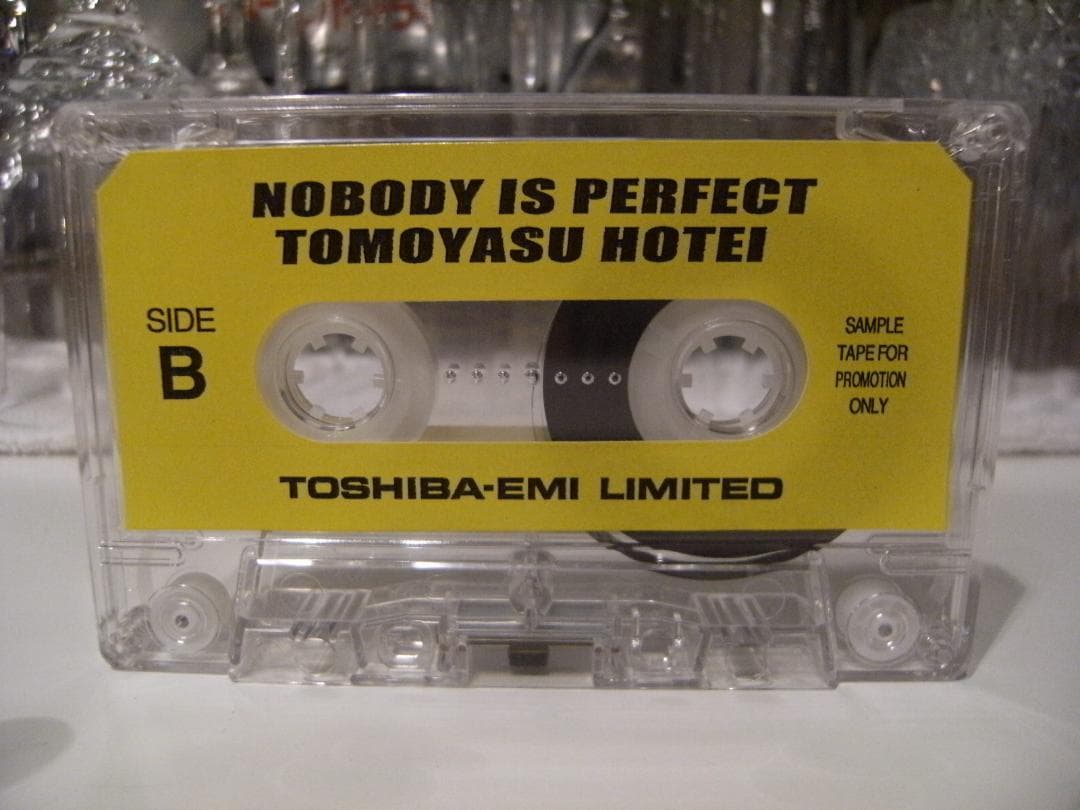 NOBODY IS PERFECT
TOMOYASU HOTEI
SIDE
B
SAMPLE
TAPE FOR
PROMOTION
ONLY
TOSHIBA-EMI LIMITED